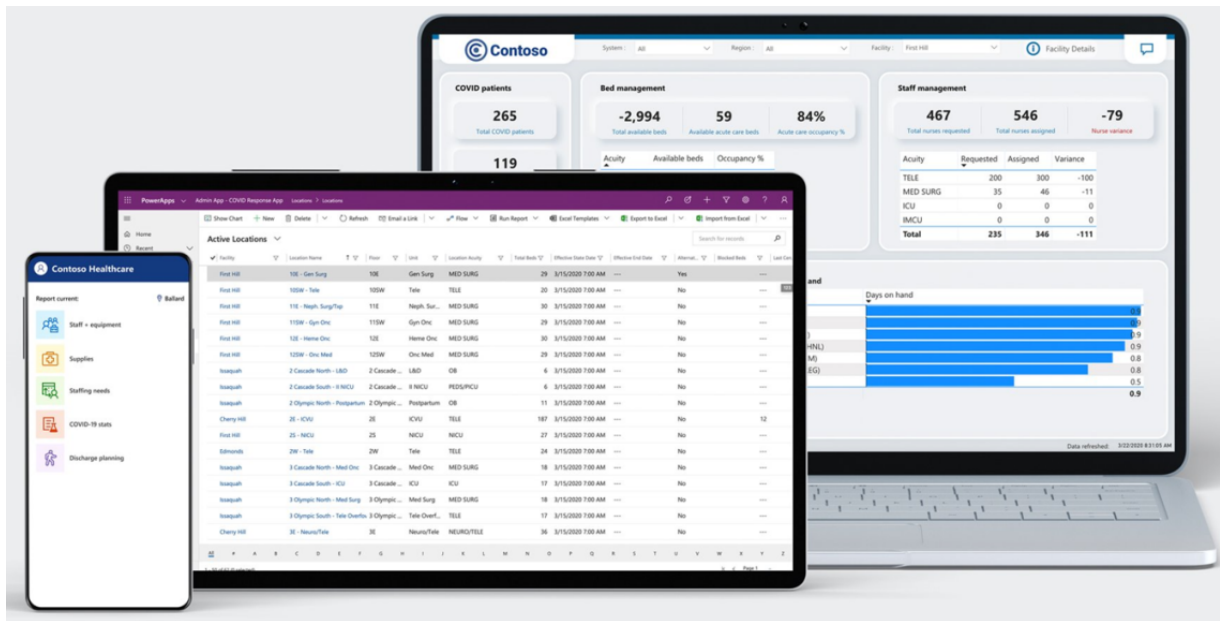 Contoso
System : All
Region : All
Facility : First Hill
Facility Details
COVID patients
265
Total COVID patients
119
Bed management
-2,994 59 84%
Total available beds Available acute care beds Acute care occupancy %
Acuity Available beds Occupancy %
Staff management
467 546 -79
Total nurses requested Total nurses assigned Nurse variance
Acuity Requested Assigned Variance
TELE 200 300 -100
MED SURG 35 46 -11
ICU 0 0 0
IMCU 0 0 0
Total 235 346 -111
and
Days on hand
0.9
0.9
HNL) 0.9
M) 0.8
EG) 0.8
0.5
0.9
Data refreshed: 3/22/2020 8:31:05 AM
PowerApps Admin App - COVID Response App Locations > Locations
Show Chart New Delete Refresh Email a Link Flow Run Report Excel Templates Export to Excel Import from Excel
Home
Recent
Active Locations
Search for records
Facility Location Name Floor Unit Location Acuity Total Beds Effective Date Date Effective End Date Alternat... Blocked Beds Last Cen
First Hill 10E - Gen Surg 10E Gen Surg MED SURG 29 3/15/2020 7:00 AM --- Yes ---
First Hill 10SW - Tele 10SW Tele TELE 20 3/15/2020 7:00 AM --- No ---
First Hill 11E - Neph. Surg/Trp 11E Neph. Sur... MED SURG 30 3/15/2020 7:00 AM --- No ---
First Hill 11SW - Gyn Onc 11SW Gyn Onc MED SURG 29 3/15/2020 7:00 AM --- No ---
First Hill 12E - Heme Onc 12E Heme Onc MED SURG 30 3/15/2020 7:00 AM --- No ---
First Hill 12SW - Onc Med 12SW Onc Med MED SURG 29 3/15/2020 7:00 AM --- No ---
Issaquah 2 Cascade North - L&D 2 Cascade ... L&D OB 6 3/15/2020 7:00 AM --- No ---
Issaquah 2 Cascade South - II NICU 2 Cascade ... II NICU PEDS/PICU 6 3/15/2020 7:00 AM --- No ---
Issaquah 2 Olympic North - Postpartum 2 Olympic ... Postpartum OB 11 3/15/2020 7:00 AM --- No ---
Cherry Hill 2E - ICVU 2E ICVU TELE 187 3/15/2020 7:00 AM --- No 12
First Hill 2S - NICU 2S NICU NICU 27 3/15/2020 7:00 AM --- No ---
Edmonds 2W - Tele 2W Tele TELE 24 3/15/2020 7:00 AM --- No ---
Issaquah 3 Cascade North - Med Onc 3 Cascade ... Med Onc MED SURG 18 3/15/2020 7:00 AM --- No ---
Issaquah 3 Cascade South - ICU 3 Cascade ... ICU ICU 17 3/15/2020 7:00 AM --- No ---
Issaquah 3 Olympic North - Med Surg 3 Olympic ... Med Surg MED SURG 18 3/15/2020 7:00 AM --- No ---
Issaquah 3 Olympic South - Tele Overflow 3 Olympic ... Tele Overf... TELE 17 3/15/2020 7:00 AM --- No ---
Cherry Hill 3E - Neuro/Tele 3E Neuro/Tele NEURO/TELE 36 3/15/2020 7:00 AM --- No ---
All # A B C D E F G H I J K L M N O P Q R S T U V W X Y Z
Page 1
Contoso Healthcare
Report current: Ballard
Staff + equipment
Supplies
Staffing needs
COVID-19 stats
Discharge planning